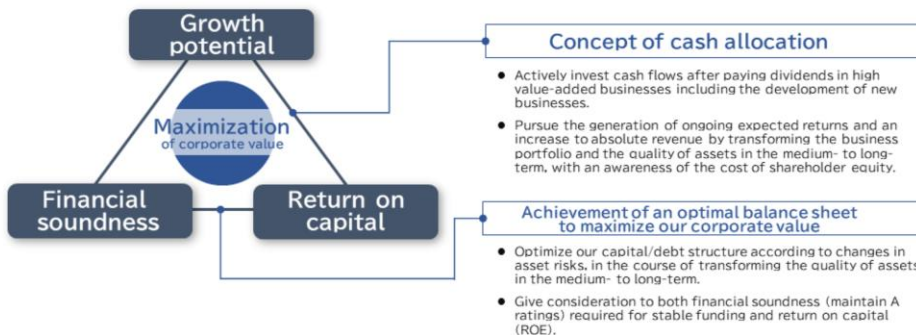 Growth
potential
Maximization
of corporate value
Financial
soundness
Return on
capital
Concept of cash allocation
● Actively invest cash flows after paying dividends in high
value-added businesses including the development of new
businesses.
● Pursue the generation of ongoing expected returns and an
increase to absolute revenue by transforming the business
portfolio and the quality of assets in the medium- to long-
term, with an awareness of the cost of shareholder equity.
Achievement of an optimal balance sheet
to maximize our corporate value
● Optimize our capital/debt structure according to changes in
asset risks, in the course of transforming the quality of assets
in the medium- to long-term.
● Give consideration to both financial soundness (maintain A
ratings) required for stable funding and return on capital
(ROE).